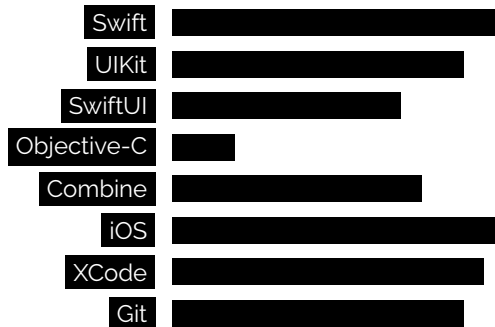 Swift
UIKit
SwiftUI
Objective-C
Combine
iOS
XCode
Git